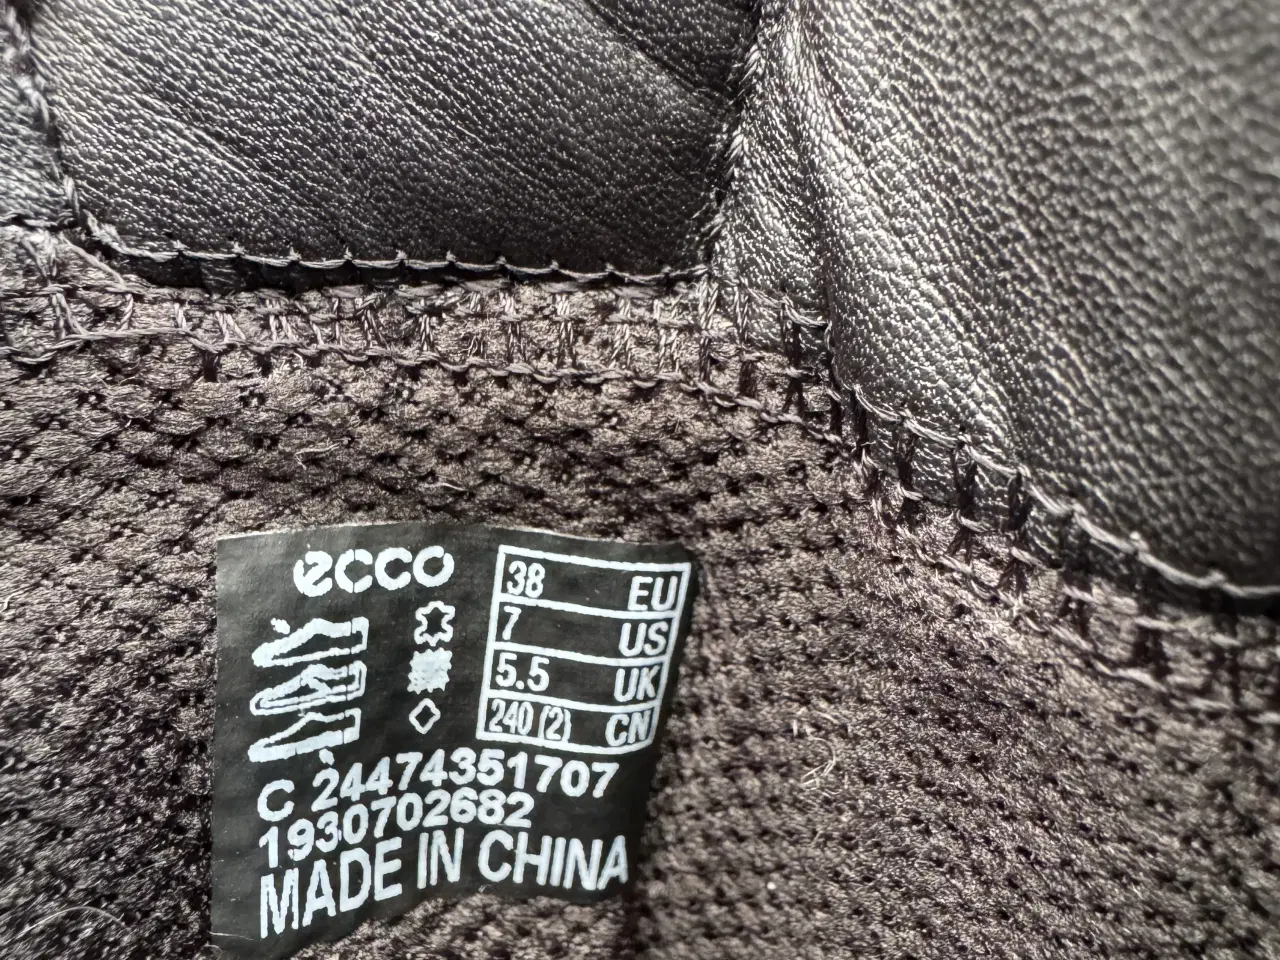 ecco
38 EU
7 US
5.5 UK
240 (2) CN
C 24474351707
1930702682
MADE IN CHINA